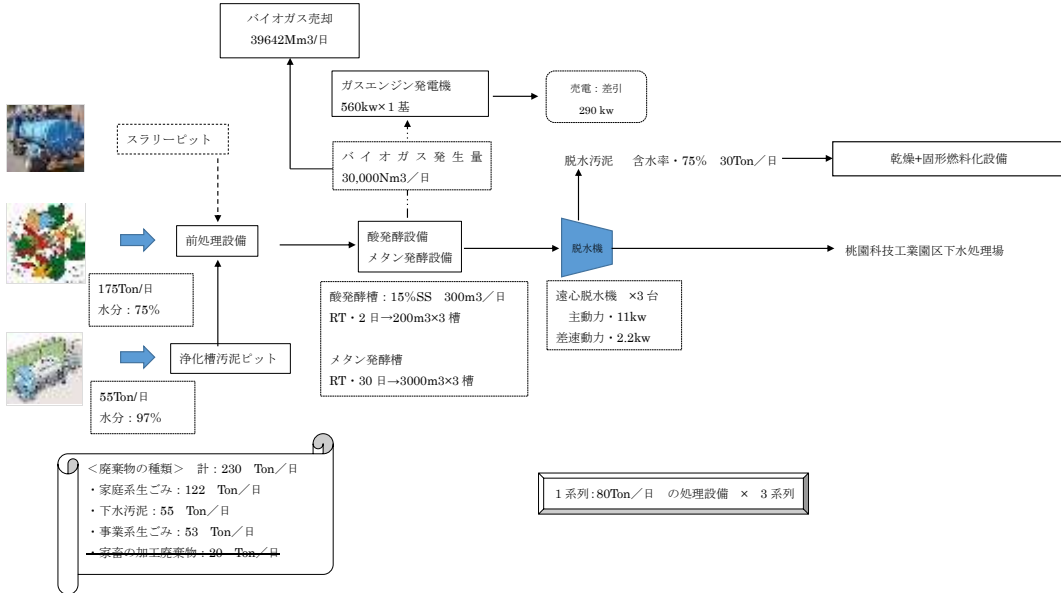 バイオガス売却
39642Mm3/日
ガスエンジン発電機
560kw×1 基
売電：差引
290 kw
スラリーピット
バイオガス発生量
30,000Nm3／日
脱水汚泥　含水率・75%　30Ton／日
乾燥+固形燃料化設備
前処理設備
酸発酵設備
メタン発酵設備
脱水機
桃園科技工業園区下水処理場
175Ton/日
水分：75%
酸発酵槽：15%SS　300m3／日
RT・2 日→200m3×3 槽
メタン発酵槽
RT・30 日→3000m3×3 槽
遠心脱水機　×3 台
主動力・11kw
差速動力・2.2kw
浄化槽汚泥ピット
55Ton/日
水分：97%
＜廃棄物の種類＞　計：230　Ton／日
・家庭系生ごみ：122　Ton／日
・下水汚泥：55　Ton／日
・事業系生ごみ：53　Ton／日
・家畜の加工廃棄物：20　Ton／日
1 系列：80Ton／日　の処理設備　×　3 系列